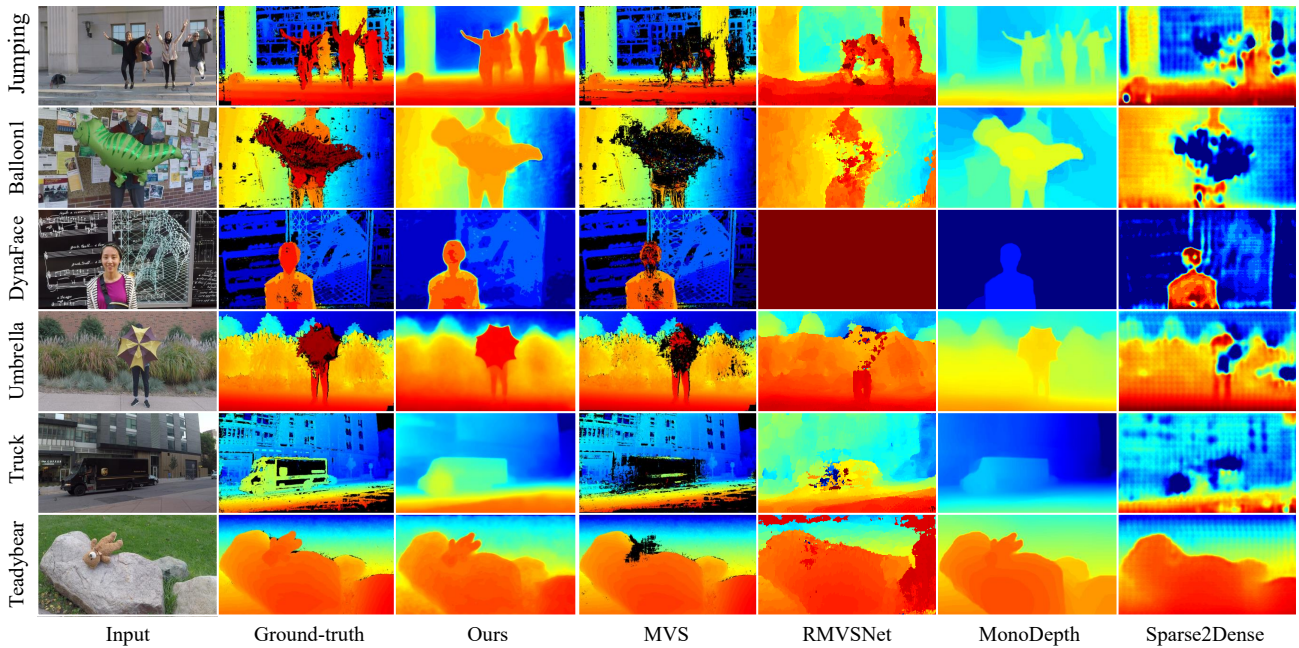 Jumping
Balloon1
DynaFace
Umbrella
Truck
Teadybear
Input Ground-truth Ours MVS RMVSNet MonoDepth Sparse2Dense